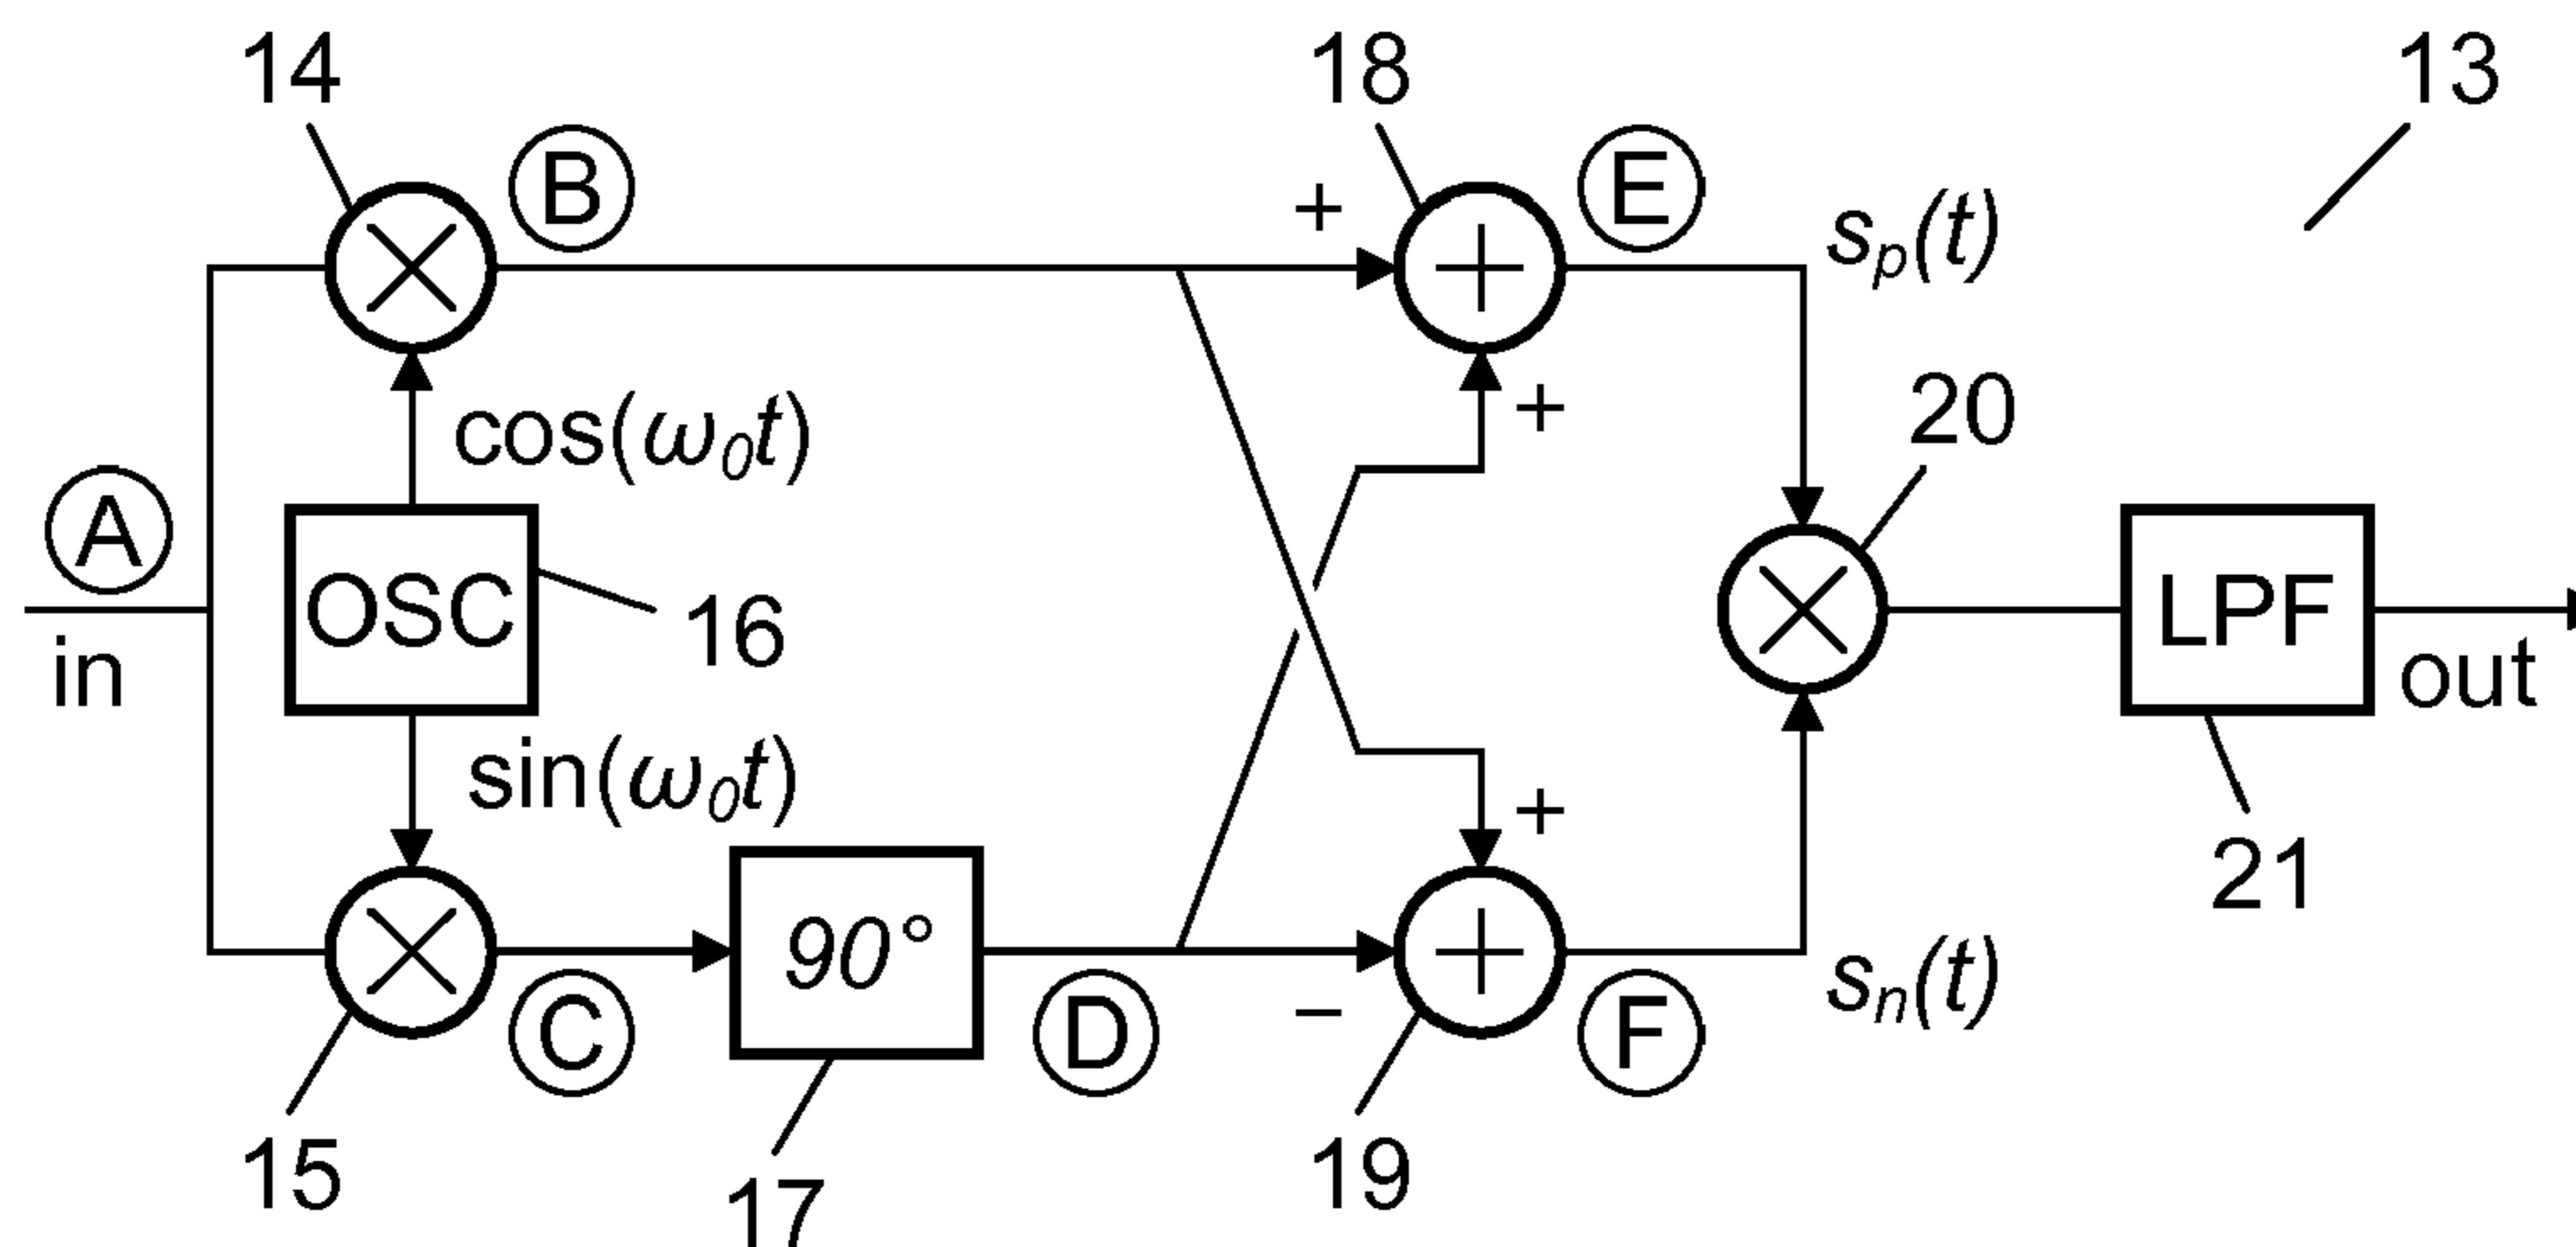 14
18
13
B
E
+
sp(t)
20
cos(ω0t)
+
A
OSC
16
LPF
in
out
sin(ω0t)
+
21
90°
C
D
−
F
sn(t)
15
17
19